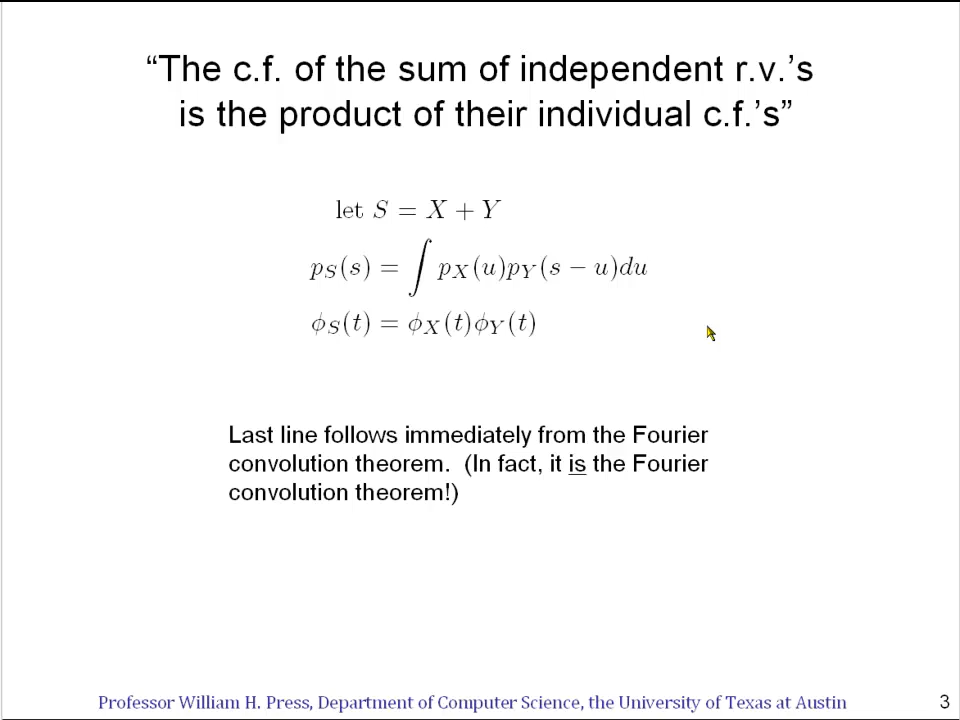 “The c.f. of the sum of independent r.v.’s
is the product of their individual c.f.’s”
let S = X + Y
p_S(s) = ∫ p_X(u)p_Y(s − u)du
ϕ_S(t) = ϕ_X(t)ϕ_Y(t)
Last line follows immediately from the Fourier
convolution theorem. (In fact, it is the Fourier
convolution theorem!)
Professor William H. Press, Department of Computer Science, the University of Texas at Austin
3